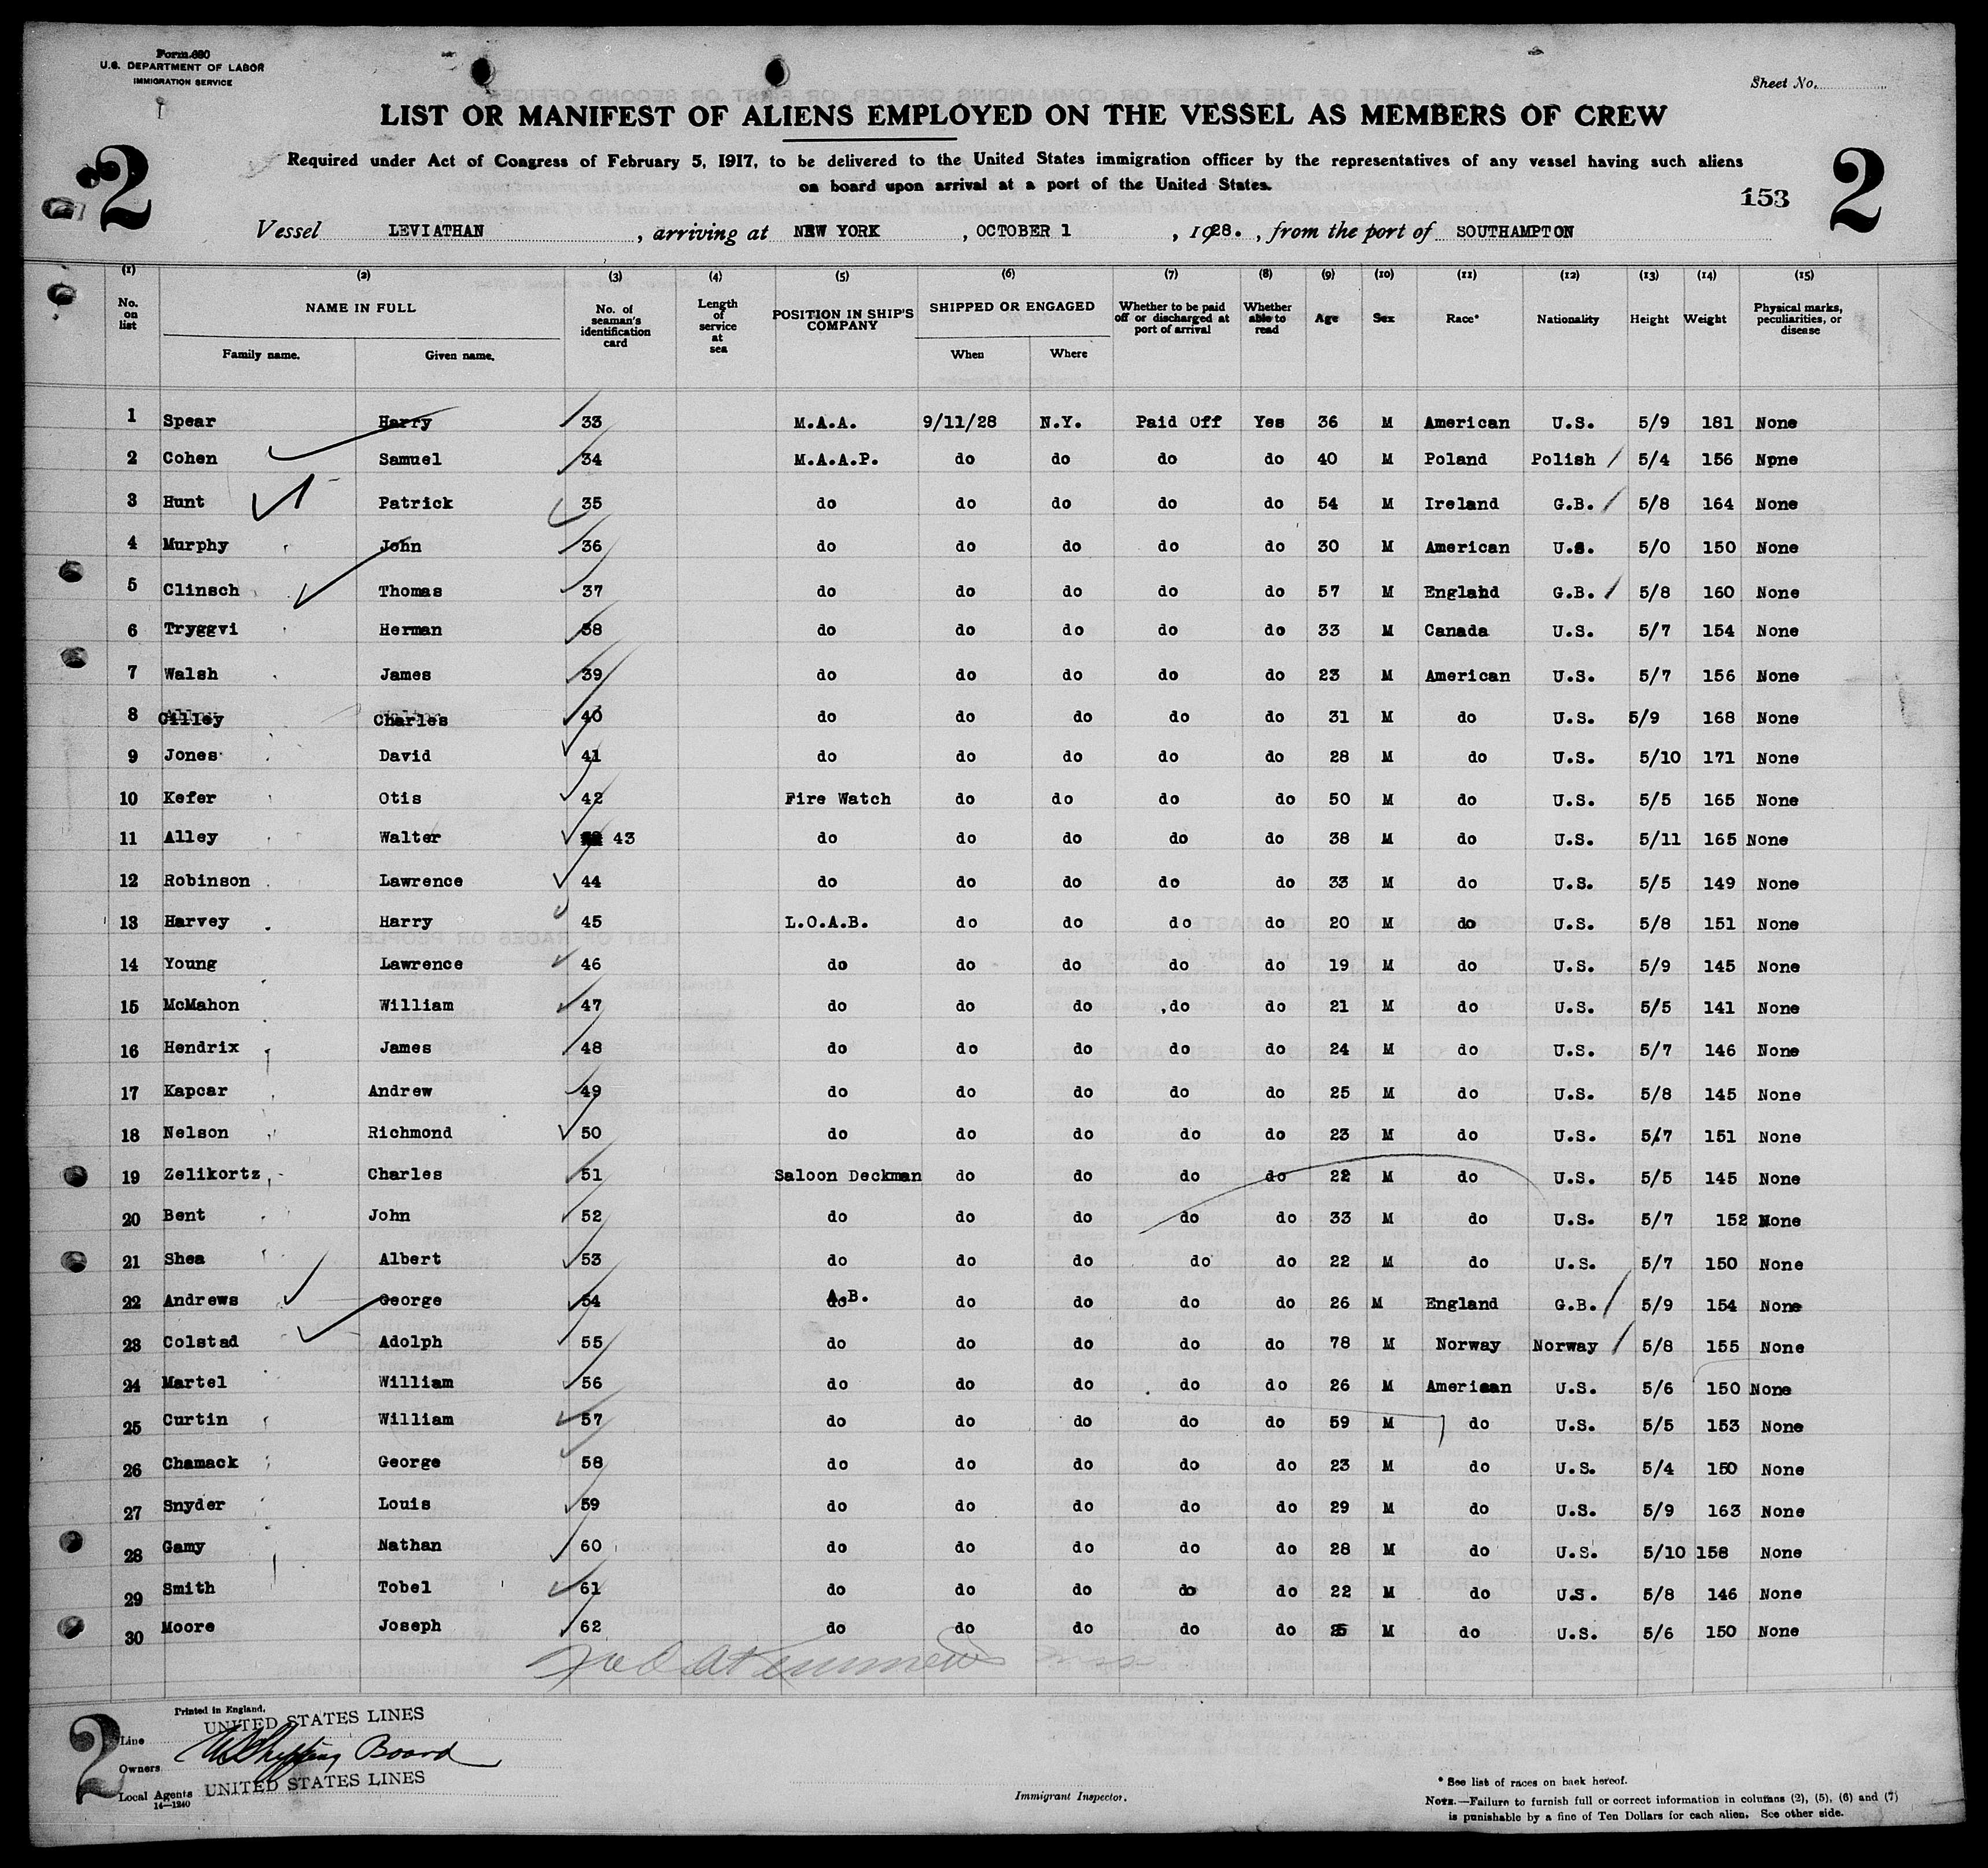 Form 680
U.S. DEPARTMENT OF LABOR
IMMIGRATION SERVICE
Sheet No.
LIST OR MANIFEST OF ALIENS EMPLOYED ON THE VESSEL AS MEMBERS OF CREW
2
2
Required under Act of Congress of February 5, 1917, to be delivered to the United States immigration officer by the representatives of any vessel having such aliens
on board upon arrival at a port of the United States.
153
Vessel LEVIATHAN, arriving at NEW YORK, OCTOBER 1, 1928., from the port of SOUTHAMPTON
(1) (2) (3) (4) (5) (6) (7) (8) (9) (10) (11) (12) (13) (14) (15)
No. on list NAME IN FULL Family name. Given name. No. of seaman's identification card Length of service at sea POSITION IN SHIP'S COMPANY SHIPPED OR ENGAGED When Where Whether to be paid off or discharged at port of arrival Whether able to read Age Sex Race* Nationality Height Weight Physical marks, peculiarities, or disease
1 Spear Harry 33 M.A.A. 9/11/28 N.Y. Paid Off Yes 36 M American U.S. 5/9 181 None
2 Cohen Samuel 34 M.A.A.P. do do do do 40 M Poland Polish 5/4 156 None
3 Hunt Patrick 35 do do do do do 54 M Ireland G.B. 5/8 164 None
4 Murphy John 36 do do do do do 30 M American U.S. 5/0 150 None
5 Clinsch Thomas 37 do do do do do 57 M England G.B. 5/8 160 None
6 Tryggvi Herman 38 do do do do do 33 M Canada U.S. 5/7 154 None
7 Walsh James 39 do do do do do 23 M American U.S. 5/7 156 None
8 Cilley Charles 40 do do do do do 31 M do U.S. 5/9 168 None
9 Jones David 41 do do do do do 28 M do U.S. 5/10 171 None
10 Kefer Otis 42 Fire Watch do do do do 50 M do U.S. 5/5 165 None
11 Alley Walter 43 do do do do do 38 M do U.S. 5/11 165 None
12 Robinson Lawrence 44 do do do do do 33 M do U.S. 5/5 149 None
13 Harvey Harry 45 L.O.A.B. do do do do 20 M do U.S. 5/8 151 None
14 Young Lawrence 46 do do do do do 19 M do U.S. 5/9 145 None
15 McMahon William 47 do do do do do 21 M do U.S. 5/5 141 None
16 Hendrix James 48 do do do do do 24 M do U.S. 5/7 146 None
17 Kapcar Andrew 49 do do do do do 25 M do U.S. 5/8 145 None
18 Nelson Richmond 50 do do do do do 23 M do U.S. 5/7 151 None
19 Zelikortz Charles 51 Saloon Deckman do do do do 22 M do U.S. 5/5 145 None
20 Bent John 52 do do do do do 33 M do U.S. 5/7 152 None
21 Shea Albert 53 do do do do do 22 M do U.S. 5/7 150 None
22 Andrews George 54 A.B. do do do do 26 M England G.B. 5/9 154 None
23 Colstad Adolph 55 do do do do do 78 M Norway Norway 5/8 155 None
24 Martel William 56 do do do do do 26 M American U.S. 5/6 150 None
25 Curtin William 57 do do do do do 59 M do U.S. 5/5 153 None
26 Chamack George 58 do do do do do 23 M do U.S. 5/4 150 None
27 Snyder Louis 59 do do do do do 29 M do U.S. 5/9 163 None
28 Gamy Nathan 60 do do do do do 28 M do U.S. 5/10 158 None
29 Smith Tobel 61 do do do do do 22 M do U.S. 5/8 146 None
30 Moore Joseph 62 do do do do do M do U.S. 5/6 150 None
Printed in England.
2
Line UNITED STATES LINES
Owners Shipping Board
Local Agents UNITED STATES LINES
14—1240
Immigrant Inspector.
* See list of races on back hereof.
NOTE.—Failure to furnish full or correct information in columns (2), (5), (6) and (7)
is punishable by a fine of Ten Dollars for each alien. See other side.